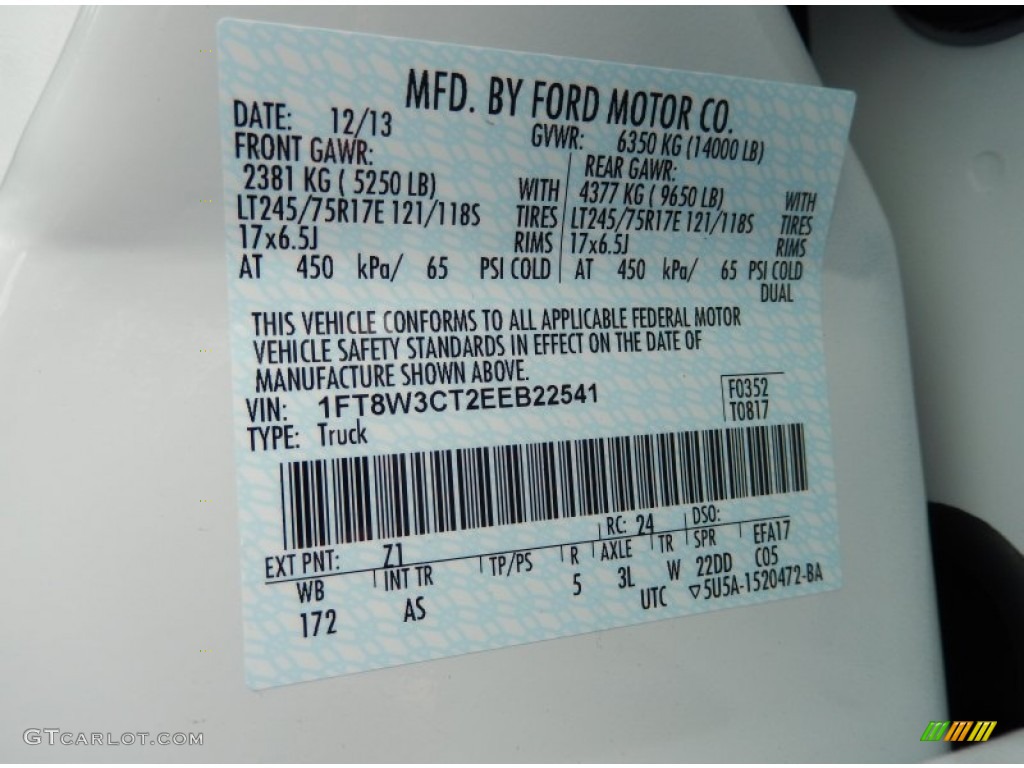 MFD. BY FORD MOTOR CO.
DATE: 12/13 GVWR: 6350 KG (14000 LB)
FRONT GAWR: REAR GAWR:
2381 KG ( 5250 LB) WITH 4377 KG ( 9650 LB) WITH
LT245/75R17E 121/118S TIRES LT245/75R17E 121/118S TIRES
17x6.5J RIMS 17x6.5J RIMS
AT 450 kPa/ 65 PSI COLD AT 450 kPa/ 65 PSI COLD
DUAL
THIS VEHICLE CONFORMS TO ALL APPLICABLE FEDERAL MOTOR
VEHICLE SAFETY STANDARDS IN EFFECT ON THE DATE OF
MANUFACTURE SHOWN ABOVE.
VIN: 1FT8W3CT2EEB22541 F0352
TYPE: Truck T0817
EXT PNT: Z1 RC: 24 DSO:
WB INT TR TP/PS R AXLE TR SPR EFA17
172 AS 5 3L W 22DD C05
UTC ▽5U5A-1520472-BA
GTCARLOT.COM